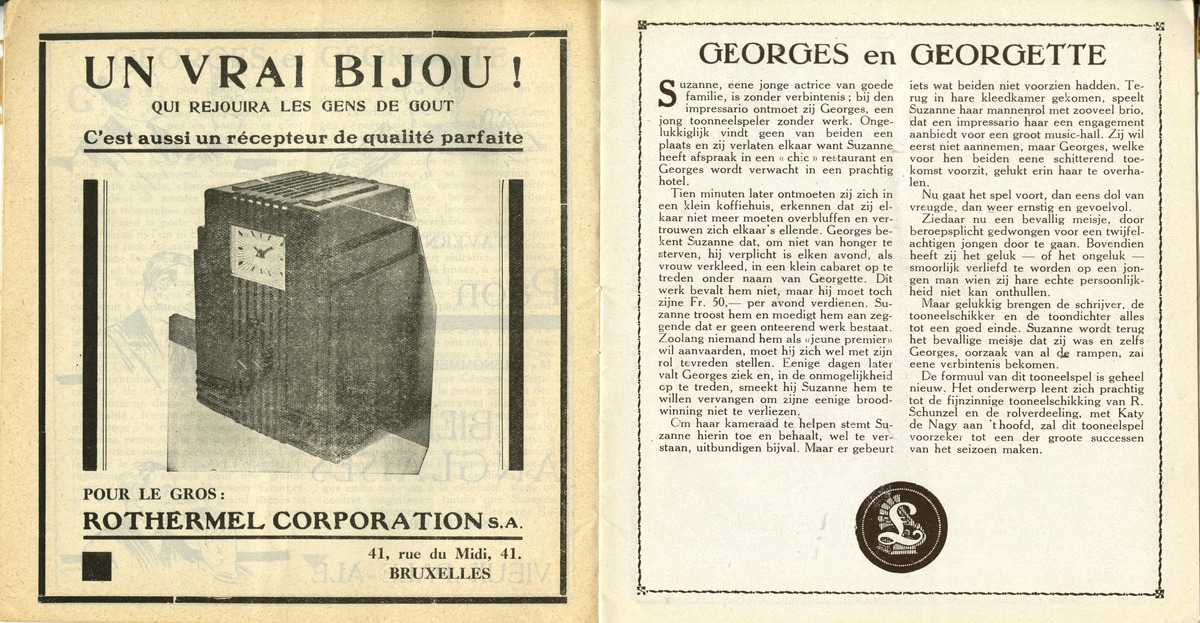 UN VRAI BIJOU !
QUI REJOUIRA LES GENS DE GOUT
C'est aussi un récepteur de qualité parfaite
POUR LE GROS :
ROTHERMEL CORPORATION S.A.
41, rue du Midi, 41.
BRUXELLES
GEORGES en GEORGETTE
Suzanne, eene jonge actrice van goede
familie, is zonder verbintenis ; bij den
impressario ontmoet zij Georges, een
jong toonneelspeler zonder werk. Onge-
lukkiglijk vindt geen van beiden een
plaats en zij verlaten elkaar want Suzanne
heeft afspraak in een « chic » restaurant en
Georges wordt verwacht in een prachtig
hotel.
Tien minuten later ontmoeten zij zich in
een klein koffiehuis, erkennen dat zij el-
kaar niet meer moeten overbluffen en ver-
trouwen zich elkaar's ellende. Georges be-
kent Suzanne dat, om niet van honger te
sterven, hij verplicht is elken avond, als
vrouw verkleed, in een klein cabaret op te
treden onder naam van Georgette. Dit
werk bevalt hem niet, maar hij moet toch
zijne Fr. 50,— per avond verdienen. Su-
zanne troost hem en moedigt hem aan zeg-
gende dat er geen onteerend werk bestaat.
Zoolang niemand hem als «jeune premier»
wil aanvaarden, moet hij zich wel met zijn
rol tevreden stellen. Eenige dagen later
valt Georges ziek en, in de onmogelijkheid
op te treden, smeekt hij Suzanne hem te
willen vervangen om zijne eenige brood-
winning niet te verliezen.
Om haar kameraad te helpen stemt Su-
zanne hierin toe en behaalt, wel te ver-
staan, uitbundigen bijval. Maar er gebeurt
iets wat beiden niet voorzien hadden. Te-
rug in hare kleedkamer gekomen, speelt
Suzanne haar mannenrol met zooveel brio,
dat een impressario haar een engagement
aanbiedt voor een groot music-hall. Zij wil
eerst niet aannemen, maar Georges, welke
voor hen beiden eene schitterend toe-
komst voorzit, gelukt erin haar te overha-
len.
Nu gaat het spel voort, dan eens dol van
vreugde, dan weer ernstig en gevoelvol.
Ziedaar nu een bevallig meisje, door
beroepsplicht gedwongen voor een twijfel-
achtigen jongen door te gaan. Bovendien
heeft zij het geluk — of het ongeluk —
smoorlijk verliefd te worden op een jon-
gen man wien zij hare echte persoonlijk-
heid niet kan onthullen.
Maar gelukkig brengen de schrijver, de
tooneelschikker en de toondichter alles
tot een goed einde. Suzanne wordt terug
het bevallige meisje dat zij was en zelfs
Georges, oorzaak van al de rampen, zal
eene verbintenis bekomen.
De formuul van dit tooneelspel is geheel
nieuw. Het onderwerp leent zich prachtig
tot de fijnzinnige tooneelschikking van R.
Schunzel en de rolverdeeling, met Katy
de Nagy aan 't hoofd, zal dit tooneelspel
voorzeker tot een der groote successen
van het seizoen maken.
L